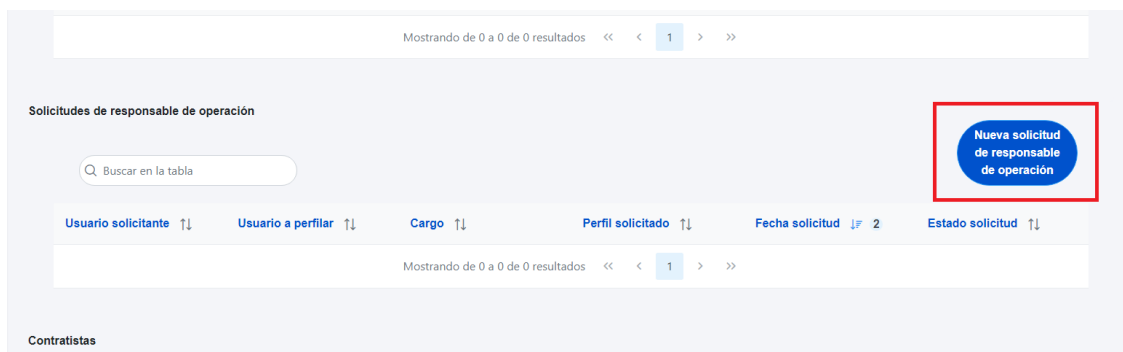 Mostrando de 0 a 0 de 0 resultados << < 1 > >>
Solicitudes de responsable de operación
Nueva solicitud
de responsable
de operación
Buscar en la tabla
Usuario solicitante Usuario a perfilar Cargo Perfil solicitado Fecha solicitud 2 Estado solicitud
Mostrando de 0 a 0 de 0 resultados << < 1 > >>
Contratistas